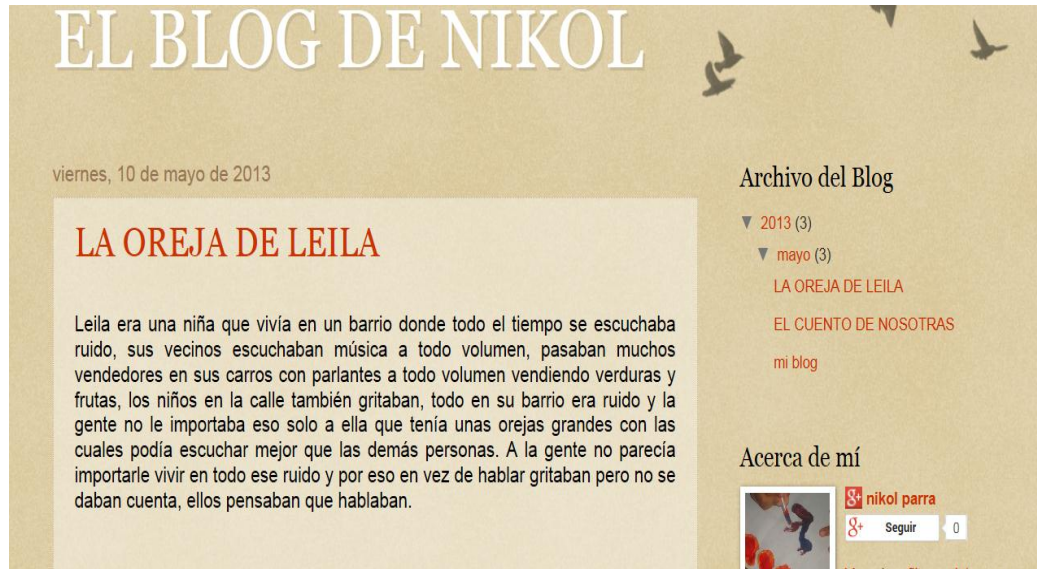 EL BLOG DE NIKOL
viernes, 10 de mayo de 2013
LA OREJA DE LEILA
Leila era una niña que vivía en un barrio donde todo el tiempo se escuchaba
ruido, sus vecinos escuchaban música a todo volumen, pasaban muchos
vendedores en sus carros con parlantes a todo volumen vendiendo verduras y
frutas, los niños en la calle también gritaban, todo en su barrio era ruido y la
gente no le importaba eso solo a ella que tenía unas orejas grandes con las
cuales podía escuchar mejor que las demás personas. A la gente no parecía
importarle vivir en todo ese ruido y por eso en vez de hablar gritaban pero no se
daban cuenta, ellos pensaban que hablaban.
Archivo del Blog
▼ 2013 (3)
▼ mayo (3)
LA OREJA DE LEILA
EL CUENTO DE NOSOTRAS
mi blog
Acerca de mí
g+ nikol parra
g+ Seguir 0